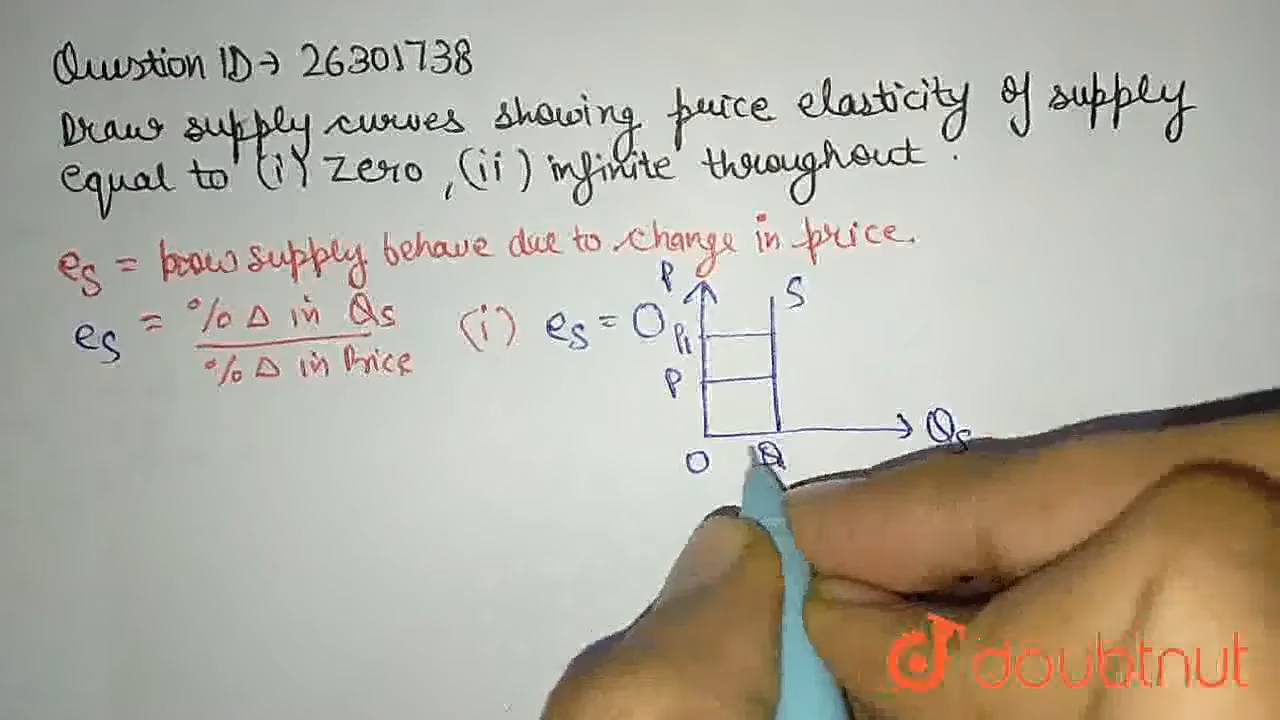 Question ID→ 26301738
Draw supply curves showing price elasticity of supply
equal to (i) Zero, (ii) infinite throughout.
es = how supply behave due to change in price.
es = % Δ in Qs
% Δ in Price
(i) es = 0
P
S
P1
P
O
Q
Qs
doubtnut